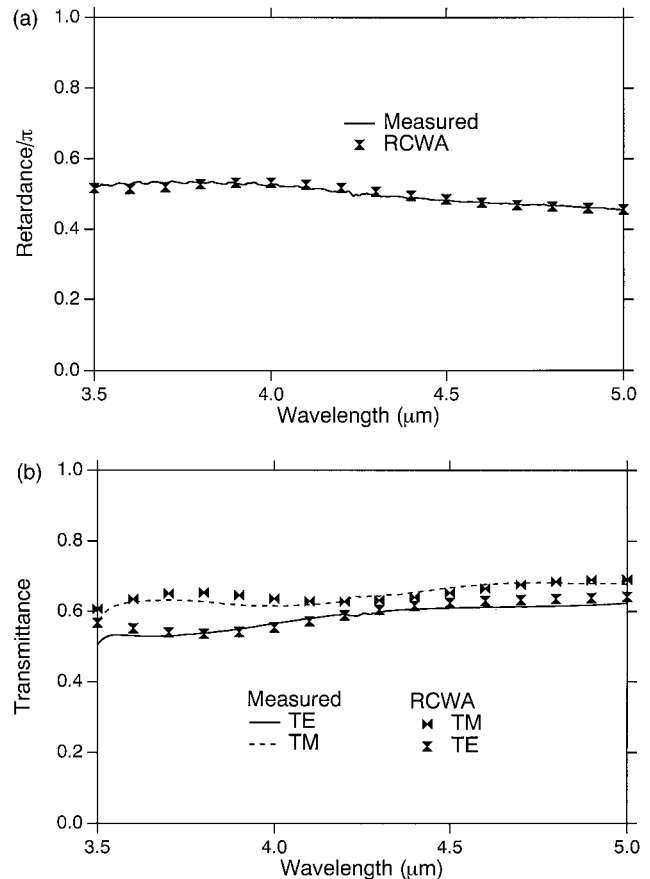 (a)
1.0
0.8
0.6
0.4
0.2
0.0
Retardance/π
Measured
RCWA
3.5 4.0 4.5 5.0
Wavelength (μm)
(b)
1.0
0.8
0.6
0.4
0.2
0.0
Transmittance
Measured RCWA
TE TM
TM TE
3.5 4.0 4.5 5.0
Wavelength (μm)